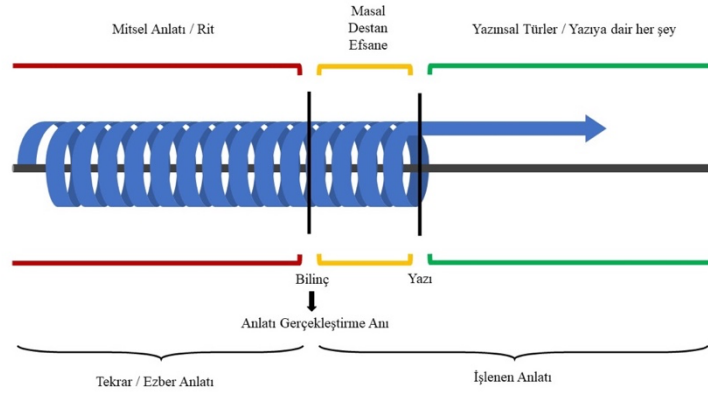 Mitsel Anlatı / Rit
Masal
Destan
Efsane
Yazınsal Türler / Yazıya dair her şey
Bilinç
Yazı
Anlatı Gerçekleştirme Anı
Tekrar / Ezber Anlatı
İşlenen Anlatı